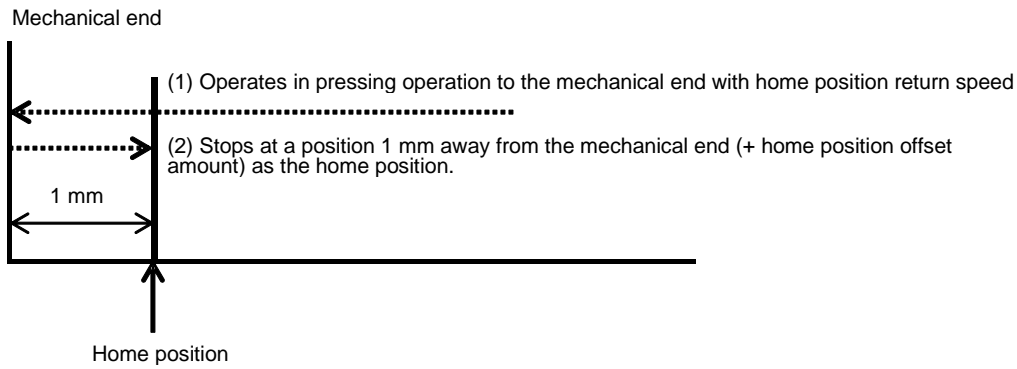 Mechanical end
(1) Operates in pressing operation to the mechanical end with home position return speed
(2) Stops at a position 1 mm away from the mechanical end (+ home position offset
amount) as the home position.
1 mm
Home position